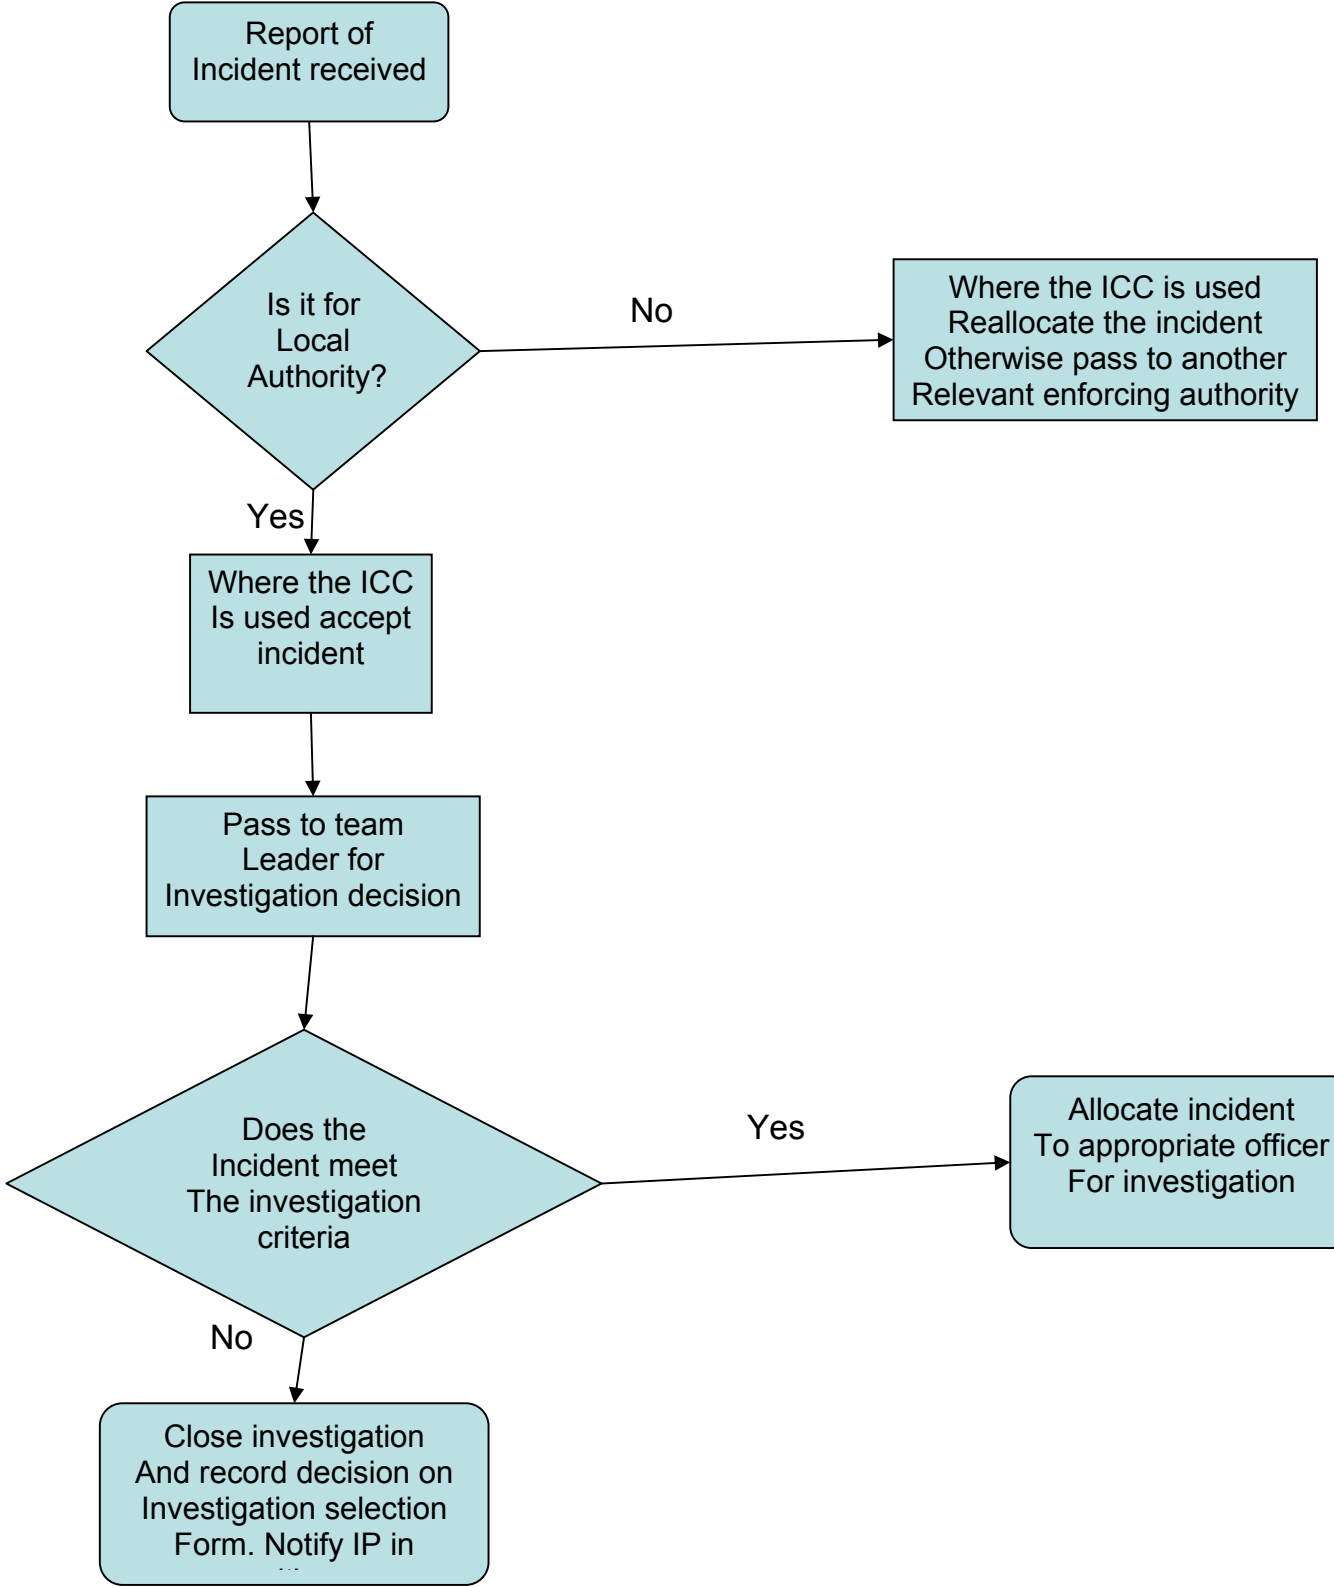 Report of
Incident received
Is it for
Local
Authority?
No
Where the ICC is used
Reallocate the incident
Otherwise pass to another
Relevant enforcing authority
Yes
Where the ICC
Is used accept
incident
Pass to team
Leader for
Investigation decision
Does the
Incident meet
The investigation
criteria
Yes
Allocate incident
To appropriate officer
For investigation
No
Close investigation
And record decision on
Investigation selection
Form. Notify IP in